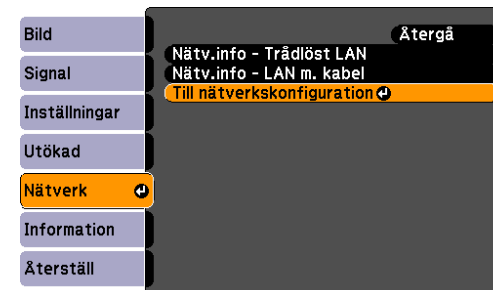 Bild
Signal
Inställningar
Utökad
Nätverk
Information
Återställ
Återgå
Nätv.info - Trådlöst LAN
Nätv.info - LAN m. kabel
Till nätverkskonfiguration